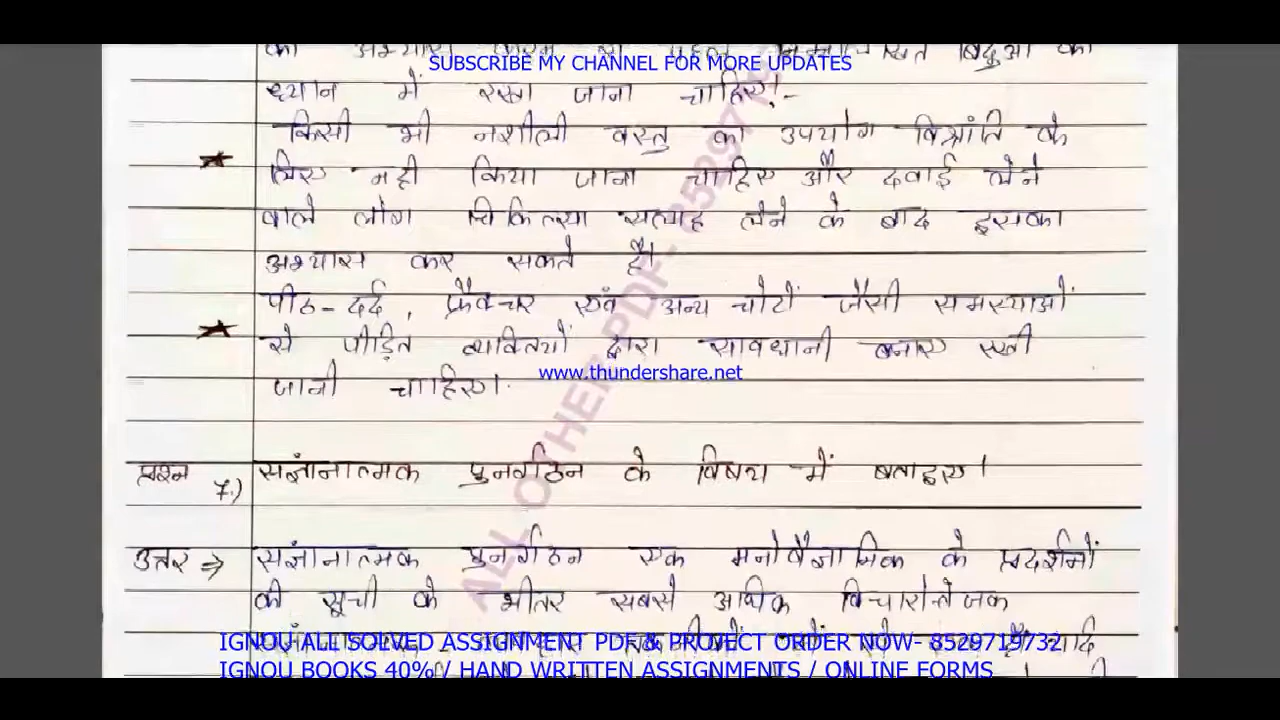 SUBSCRIBE MY CHANNEL FOR MORE UPDATES
ध्यान में रखा जाना चाहिए!-
किसी भी नशीली वस्तु का उपयोग विश्रांति के
लिए नही किया जाना चाहिए और दवाई लेने
वाले लोग चिकित्सा सलाह लेने के बाद इसका
अभ्यास कर सकते है।
पीठ-दर्द, फ्रैक्चर एवं अन्य चोटों जैसी समस्याओं
से पीड़ित व्यक्तियों द्वारा सावधानी बनाए रखी
www.thundershare.net
जानी चाहिए।
प्रश्न 7.) संज्ञानात्मक पुनर्गठन के विषय में बताइए।
उत्तर ⇒ संज्ञानात्मक पुनर्गठन एक मनोवैज्ञानिक के प्रदर्शनों
की सूची के भीतर सबसे अधिक विचारोत्तेजक
IGNOU ALL SOLVED ASSIGNMENT PDF & PROJECT ORDER NOW- 8529719732
IGNOU BOOKS 40% / HAND WRITTEN ASSIGNMENTS / ONLINE FORMS